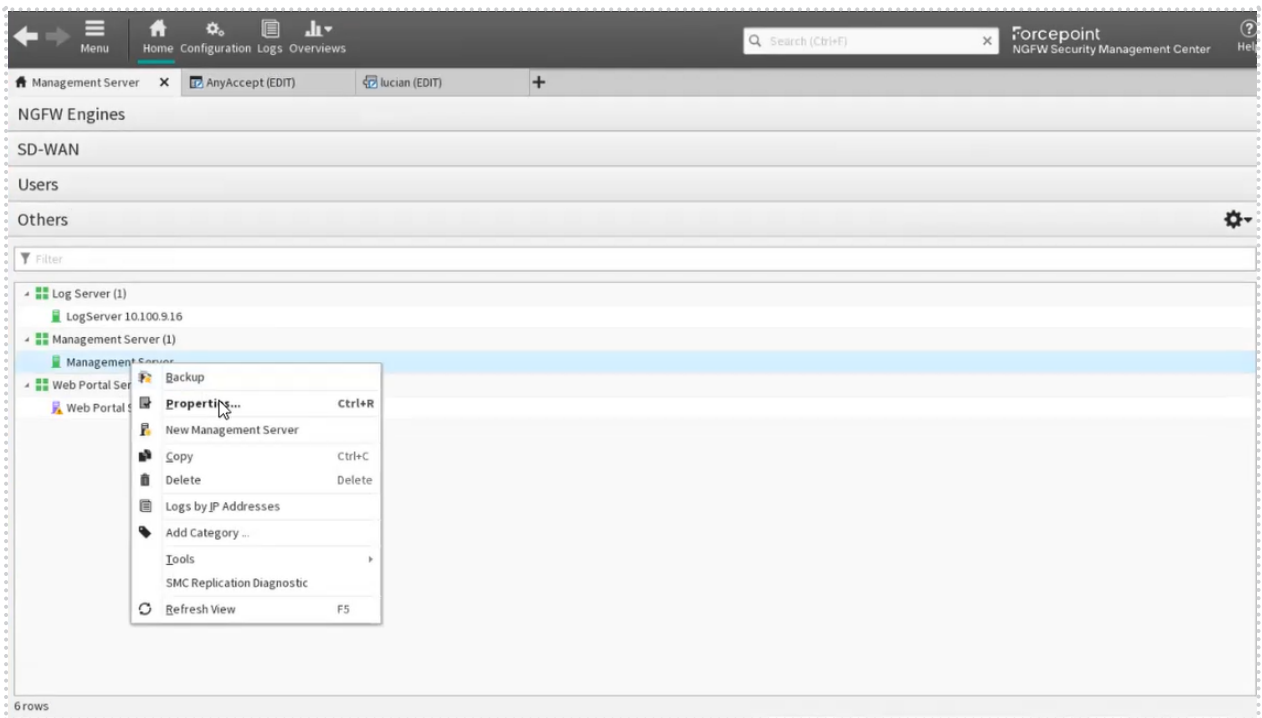 Menu
Home Configuration Logs Overviews
Search (Ctrl+F)
Forcepoint
NGFW Security Management Center
Help
Management Server
AnyAccept (EDIT)
lucian (EDIT)
NGFW Engines
SD-WAN
Users
Others
Filter
Log Server (1)
LogServer 10.100.9.16
Management Server (1)
Management Server
Web Portal Ser
Web Portal S
Backup
Properties... Ctrl+R
New Management Server
Copy Ctrl+C
Delete Delete
Logs by IP Addresses
Add Category ...
Tools
SMC Replication Diagnostic
Refresh View F5
6 rows